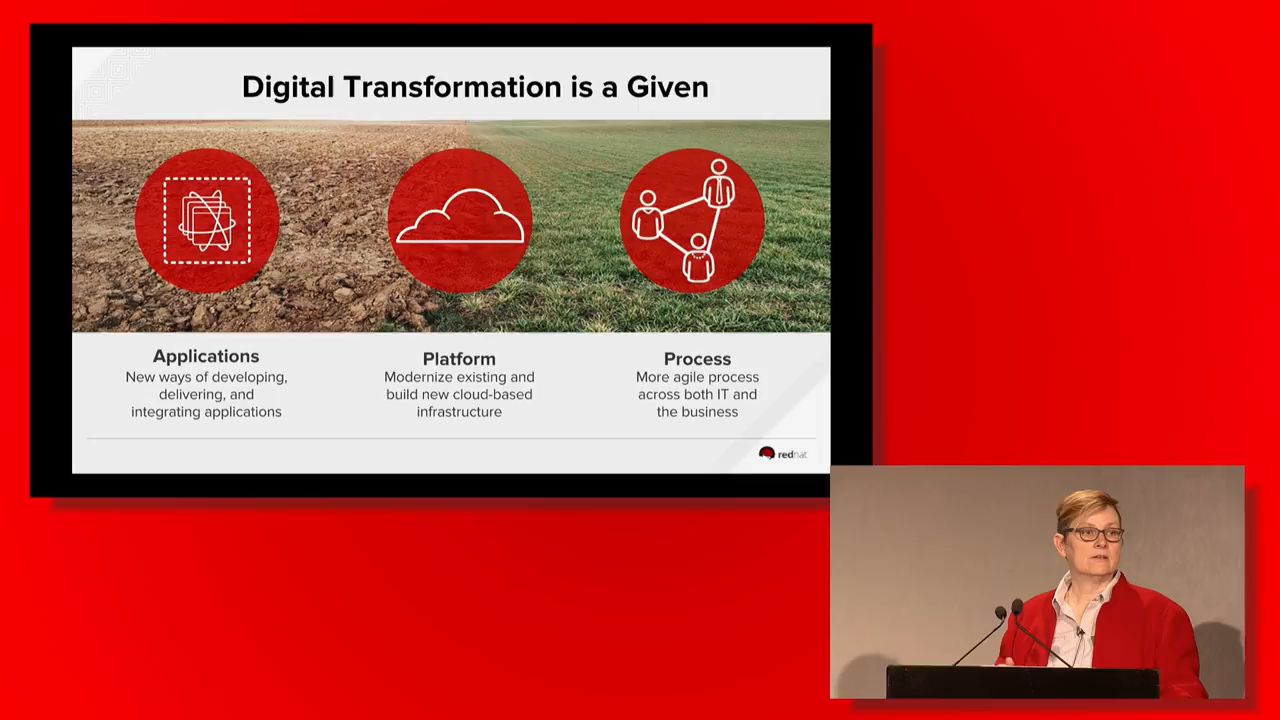 Digital Transformation is a Given
Applications
New ways of developing,
delivering, and
integrating applications
Platform
Modernize existing and
build new cloud-based
infrastructure
Process
More agile process
across both IT and
the business
redhat